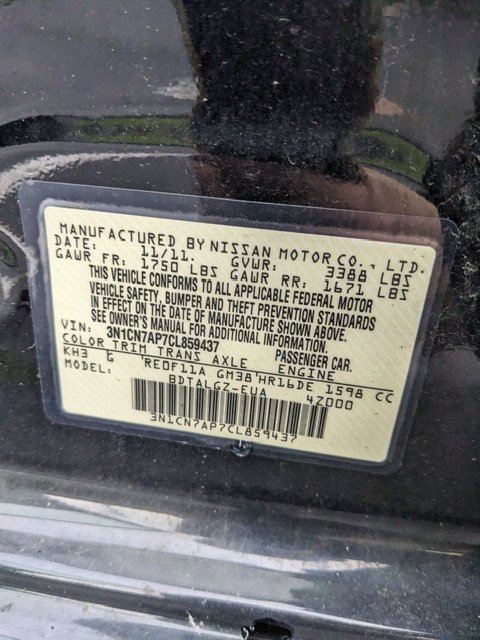 MANUFACTURED BY NISSAN MOTOR CO., LTD.
DATE: 11/11. GVWR: 3388 LBS
GAWR FR: 1750 LBS GAWR RR: 1671 LBS
THIS VEHICLE CONFORMS TO ALL APPLICABLE FEDERAL MOTOR
VEHICLE SAFETY, BUMPER AND THEFT PREVENTION STANDARDS
IN EFFECT ON THE DATE OF MANUFACTURE SHOWN ABOVE.
SEE OWNER'S MANUAL FOR ADDITIONAL INFORMATION.
VIN: 3N1CN7AP7CL859437 PASSENGER CAR.
COLOR TRIM TRANS AXLE ENGINE
KH3 G RE0F11A GM38 HR16DE 1598 CC
MODEL: BDTALGZ-EUA 4Z000
3N1CN7AP7CL859437